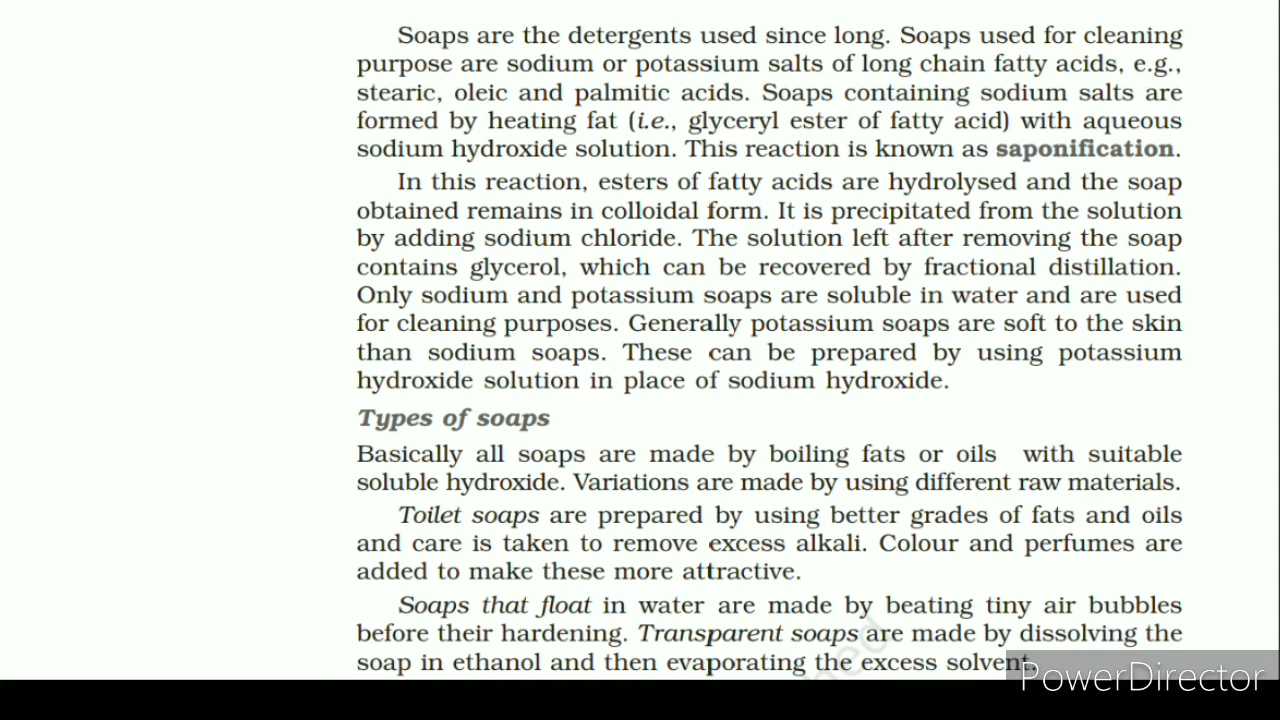 Soaps are the detergents used since long. Soaps used for cleaning
purpose are sodium or potassium salts of long chain fatty acids, e.g.,
stearic, oleic and palmitic acids. Soaps containing sodium salts are
formed by heating fat (i.e., glyceryl ester of fatty acid) with aqueous
sodium hydroxide solution. This reaction is known as saponification.
In this reaction, esters of fatty acids are hydrolysed and the soap
obtained remains in colloidal form. It is precipitated from the solution
by adding sodium chloride. The solution left after removing the soap
contains glycerol, which can be recovered by fractional distillation.
Only sodium and potassium soaps are soluble in water and are used
for cleaning purposes. Generally potassium soaps are soft to the skin
than sodium soaps. These can be prepared by using potassium
hydroxide solution in place of sodium hydroxide.
Types of soaps
Basically all soaps are made by boiling fats or oils with suitable
soluble hydroxide. Variations are made by using different raw materials.
Toilet soaps are prepared by using better grades of fats and oils
and care is taken to remove excess alkali. Colour and perfumes are
added to make these more attractive.
Soaps that float in water are made by beating tiny air bubbles
before their hardening. Transparent soaps are made by dissolving the
soap in ethanol and then evaporating the excess solvent.
PowerDirector